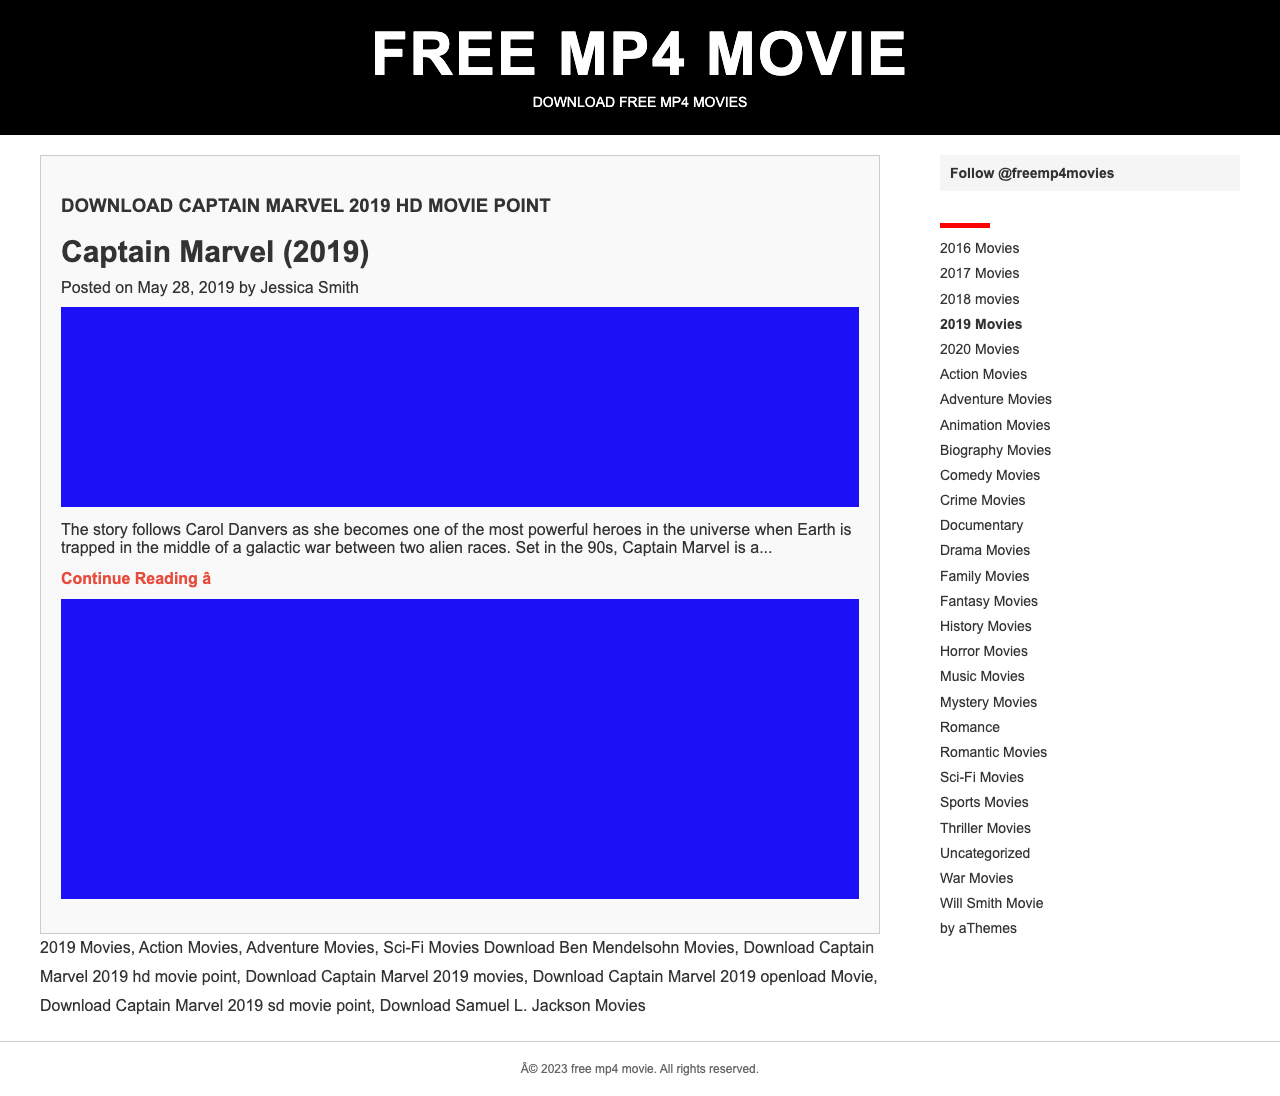 FREE MP4 MOVIE
DOWNLOAD FREE MP4 MOVIES
DOWNLOAD CAPTAIN MARVEL 2019 HD MOVIE POINT
Captain Marvel (2019)
Posted on May 28, 2019 by Jessica Smith
The story follows Carol Danvers as she becomes one of the most powerful heroes in the universe when Earth is
trapped in the middle of a galactic war between two alien races. Set in the 90s, Captain Marvel is a...
Continue Reading â
2019 Movies, Action Movies, Adventure Movies, Sci-Fi Movies Download Ben Mendelsohn Movies, Download Captain
Marvel 2019 hd movie point, Download Captain Marvel 2019 movies, Download Captain Marvel 2019 openload Movie,
Download Captain Marvel 2019 sd movie point, Download Samuel L. Jackson Movies
Follow @freemp4movies
2016 Movies
2017 Movies
2018 movies
2019 Movies
2020 Movies
Action Movies
Adventure Movies
Animation Movies
Biography Movies
Comedy Movies
Crime Movies
Documentary
Drama Movies
Family Movies
Fantasy Movies
History Movies
Horror Movies
Music Movies
Mystery Movies
Romance
Romantic Movies
Sci-Fi Movies
Sports Movies
Thriller Movies
Uncategorized
War Movies
Will Smith Movie
by aThemes
Â© 2023 free mp4 movie. All rights reserved.